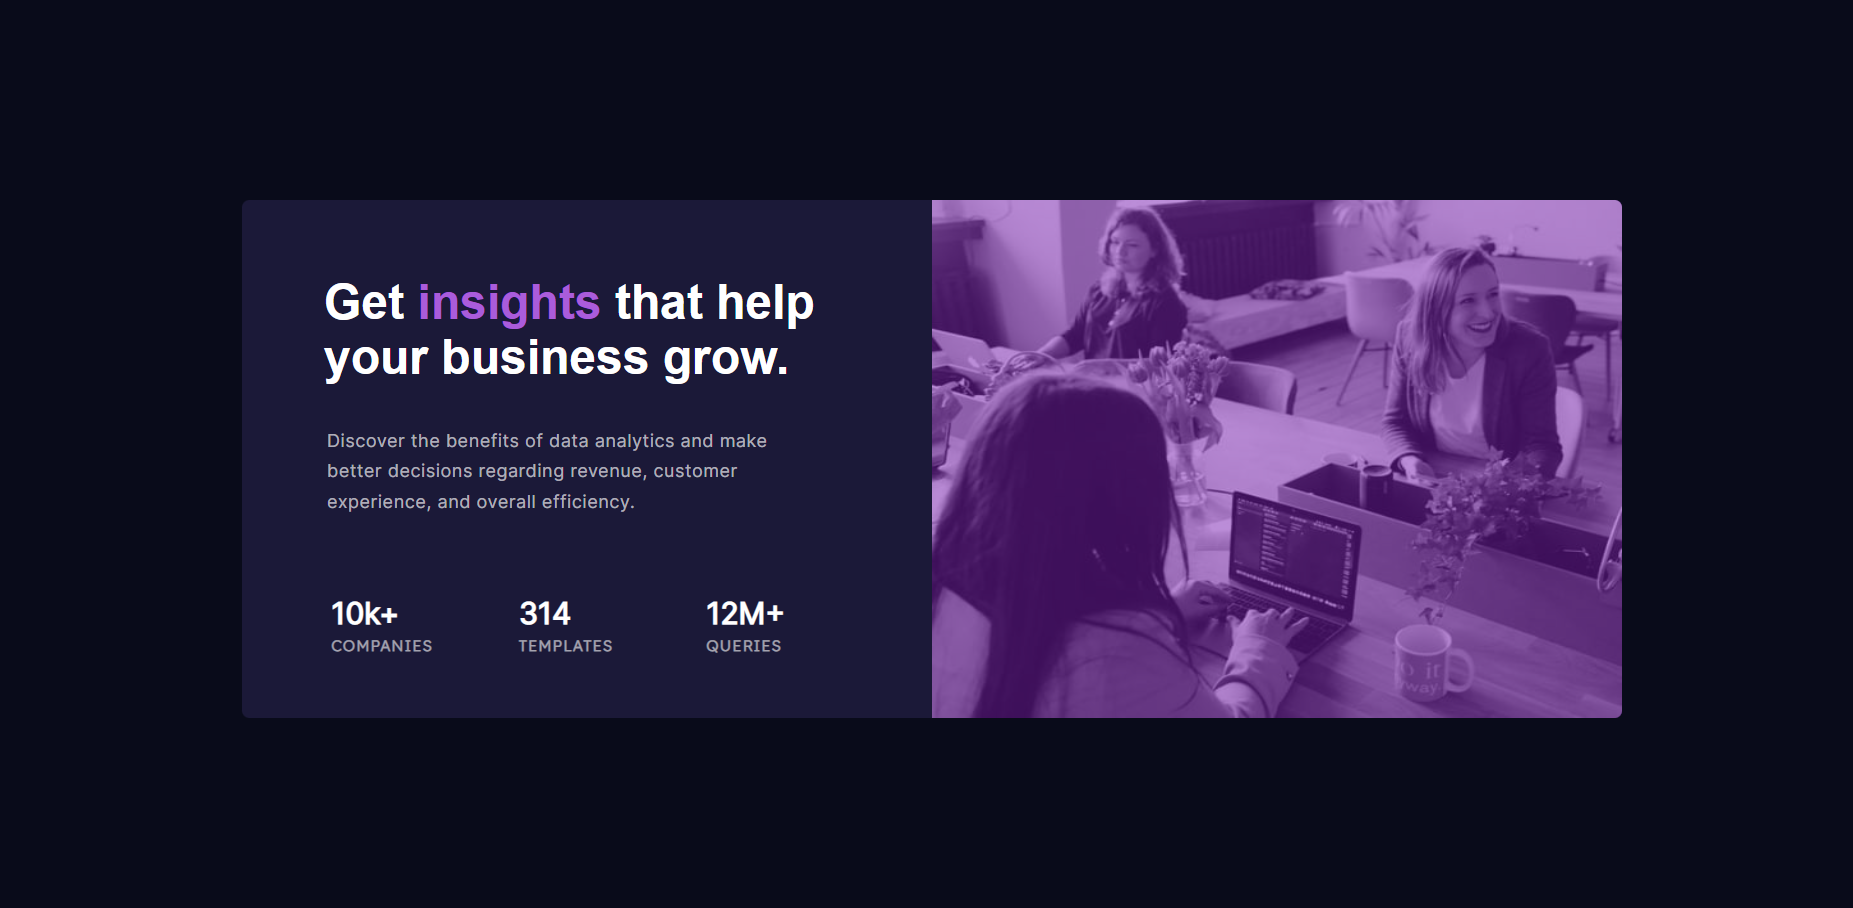 Get insights that help
your business grow.
Discover the benefits of data analytics and make
better decisions regarding revenue, customer
experience, and overall efficiency.
10k+ 314 12M+
COMPANIES TEMPLATES QUERIES
it